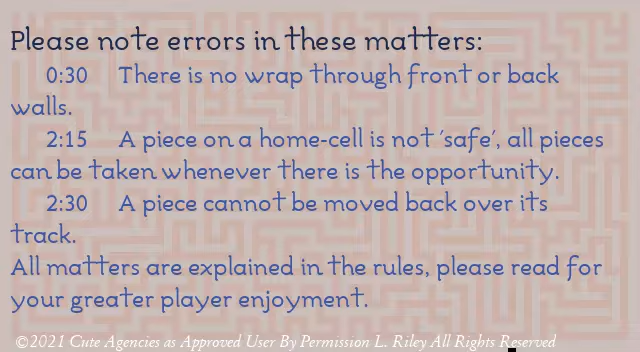 Please note errors in these matters:
0:30 There is no wrap through front or back
walls.
2:15 A piece on a home-cell is not 'safe', all pieces
can be taken whenever there is the opportunity.
2:30 A piece cannot be moved back over its
track.
All matters are explained in the rules, please read for
your greater player enjoyment.
©2021 Cute Agencies as Approved User By Permission L. Riley All Rights Reserved